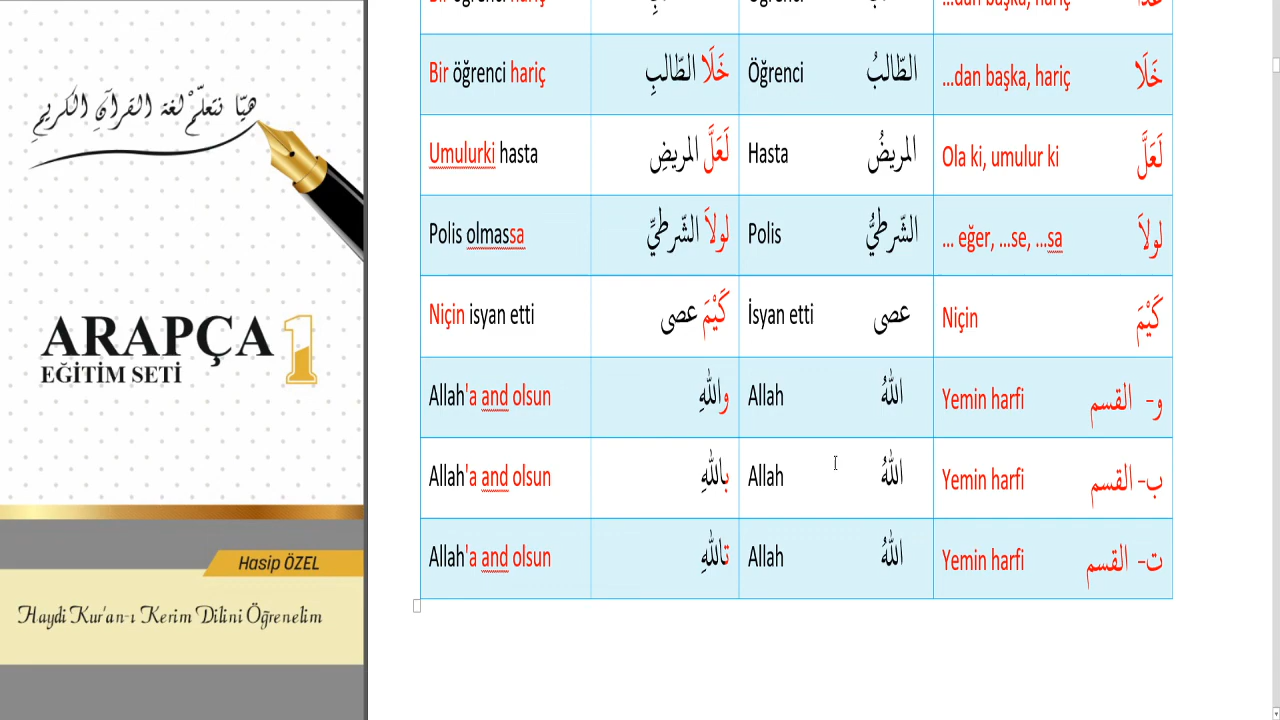 هيّا نتعلّمْ لغة القرآنِ الكريمِ
ARAPÇA 1
EĞİTİM SETİ
Hasip ÖZEL
Haydi Kur'an-ı Kerim Dilini Öğrenelim
Bir öğrenci hariç خَلَا الطّالبِ Öğrenci الطّالبُ ...dan başka, hariç خَلَا
Umulurki hasta لَعَلَّ المريضِ Hasta المريضُ Ola ki, umulur ki لَعَلَّ
Polis olmassa لولاَ الشّرطيِّ Polis الشّرطيُّ ... eğer, ...se, ...sa لولاَ
Niçin isyan etti كَيْمَ عصى İsyan etti عصى Niçin كَيْمَ
Allah'a and olsun واللّٰهِ Allah اللّٰهُ Yemin harfi و- القسم
Allah'a and olsun باللّٰهِ Allah اللّٰهُ Yemin harfi ب- القسم
Allah'a and olsun تاللّٰهِ Allah اللّٰهُ Yemin harfi ت- القسم